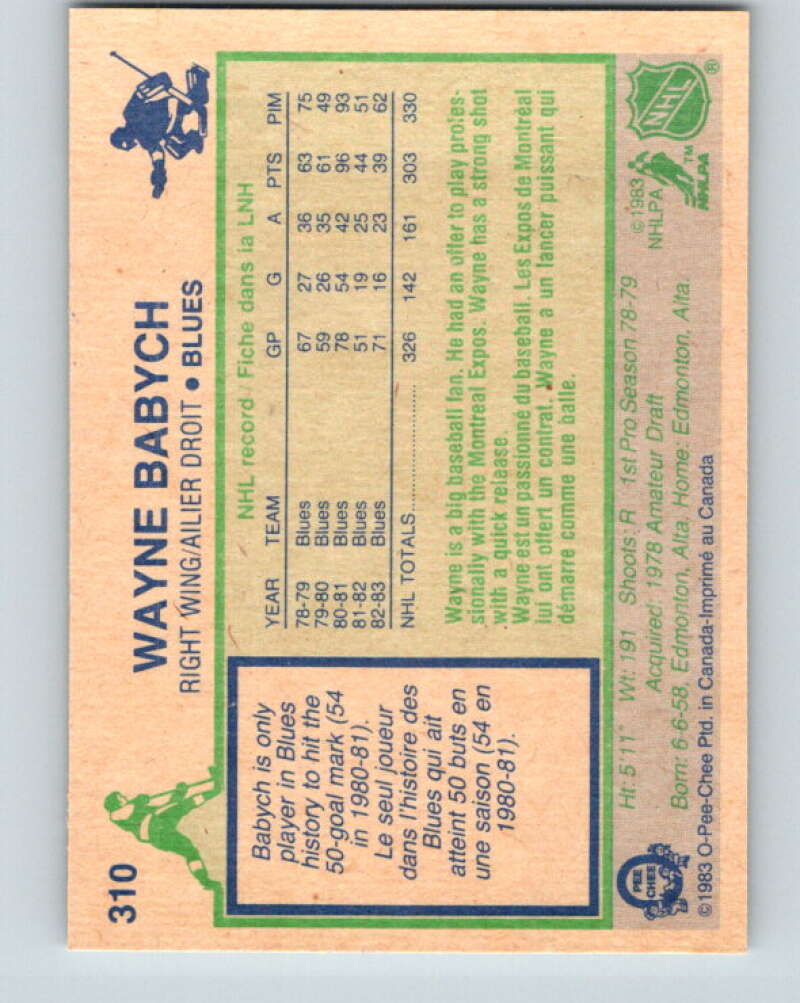 310
WAYNE BABYCH
RIGHT WING/AILIER DROIT • BLUES
Babych is only
player in Blues
history to hit the
50-goal mark (54
in 1980-81).
Le seul joueur
dans l'histoire des
Blues qui ait
atteint 50 buts en
une saison (54 en
1980-81).
NHL record / Fiche dans la LNH
YEAR TEAM GP G A PTS PIM
78-79 Blues 67 27 36 63 75
79-80 Blues 59 26 35 61 49
80-81 Blues 78 54 42 96 93
81-82 Blues 51 19 25 44 51
82-83 Blues 71 16 23 39 62
NHL TOTALS................ 326 142 161 303 330
Wayne is a big baseball fan. He had an offer to play profes-
sionally with the Montreal Expos. Wayne has a strong shot
with a quick release.
Wayne est un passionné du baseball. Les Expos de Montréal
lui ont offert un contrat. Wayne a un lancer puissant qui
démarre comme une balle.
Ht: 5'11" Wt: 191 Shoots: R 1st Pro Season 78-79
Acquired: 1978 Amateur Draft
Born: 6-6-58, Edmonton, Alta. Home: Edmonton, Alta.
©1983 O-Pee-Chee Ptd. in Canada-Imprimé au Canada
O
PEE
CHEE
©1983
NHLPA
NHL
®
™
NHLPA